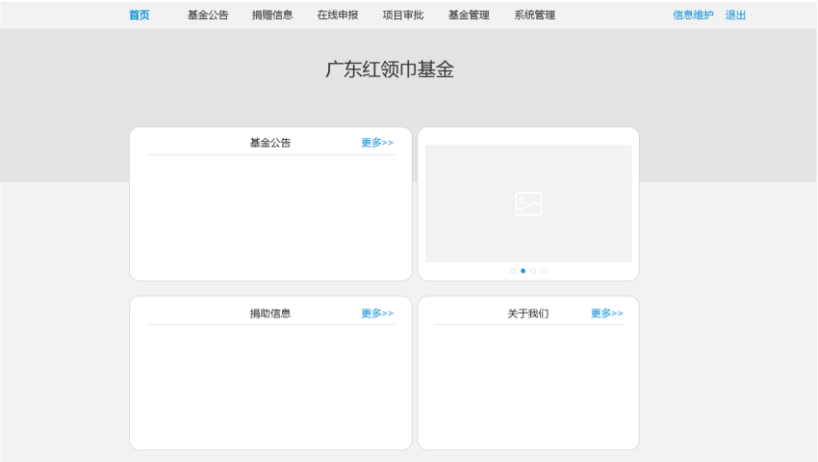 首页 基金公告 捐赠信息 在线申报 项目审批 基金管理 系统管理 信息维护 退出
广东红领巾基金
基金公告 更多>>
捐助信息 更多>>
关于我们 更多>>